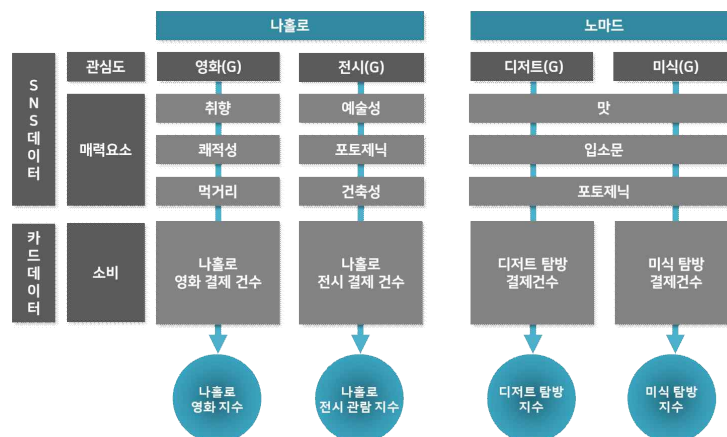 나홀로
노마드
SNS데이터
관심도
영화(G)
전시(G)
디저트(G)
미식(G)
매력요소
취향
예술성
맛
쾌적성
포토제닉
입소문
먹거리
건축성
포토제닉
카드데이터
소비
나홀로
영화 결제 건수
나홀로
전시 결제 건수
디저트 탐방
결제건수
미식 탐방
결제건수
나홀로
영화 지수
나홀로
전시 관람 지수
디저트 탐방
지수
미식 탐방
지수